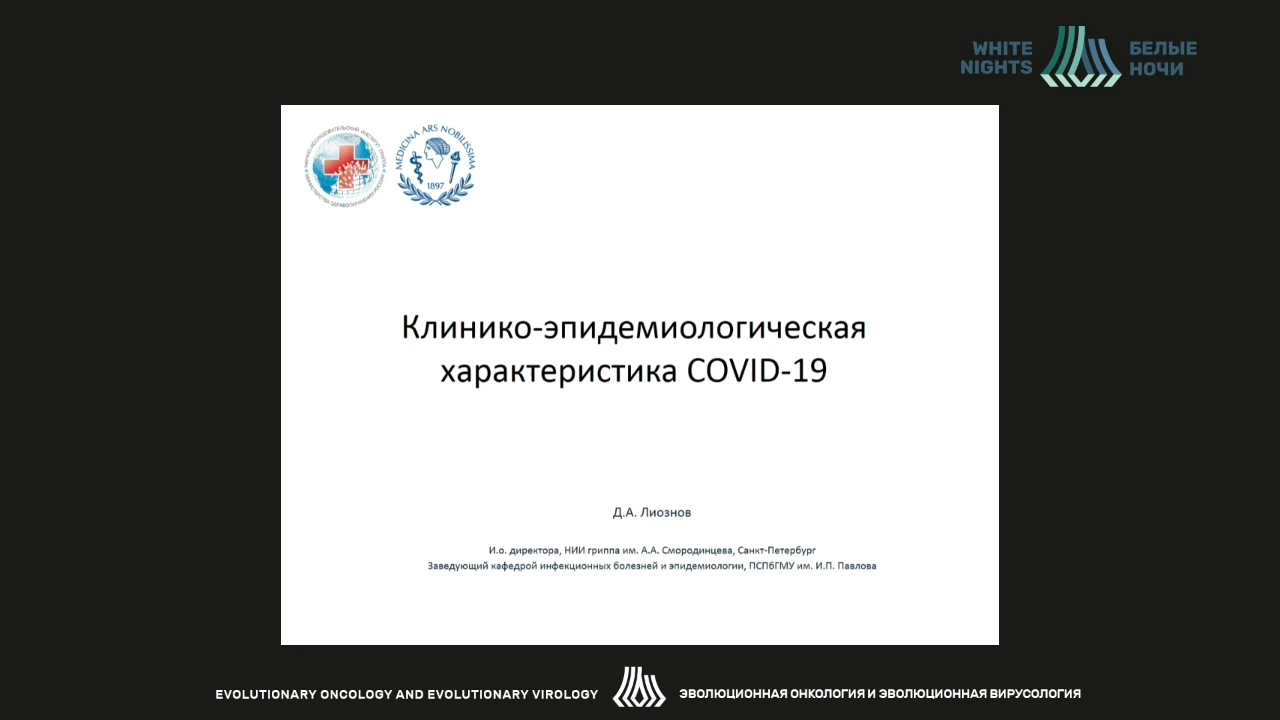 WHITE
NIGHTS
БЕЛЫЕ
НОЧИ
MEDICINA ARS NOBILISSIMA
1897
Клинико-эпидемиологическая
характеристика COVID-19
Д.А. Лиознов
И.о. директора, НИИ гриппа им. А.А. Смородинцева, Санкт-Петербург
Заведующий кафедрой инфекционных болезней и эпидемиологии, ПСПбГМУ им. И.П. Павлова
EVOLUTIONARY ONCOLOGY AND EVOLUTIONARY VIROLOGY
ЭВОЛЮЦИОННАЯ ОНКОЛОГИЯ И ЭВОЛЮЦИОННАЯ ВИРУСОЛОГИЯ